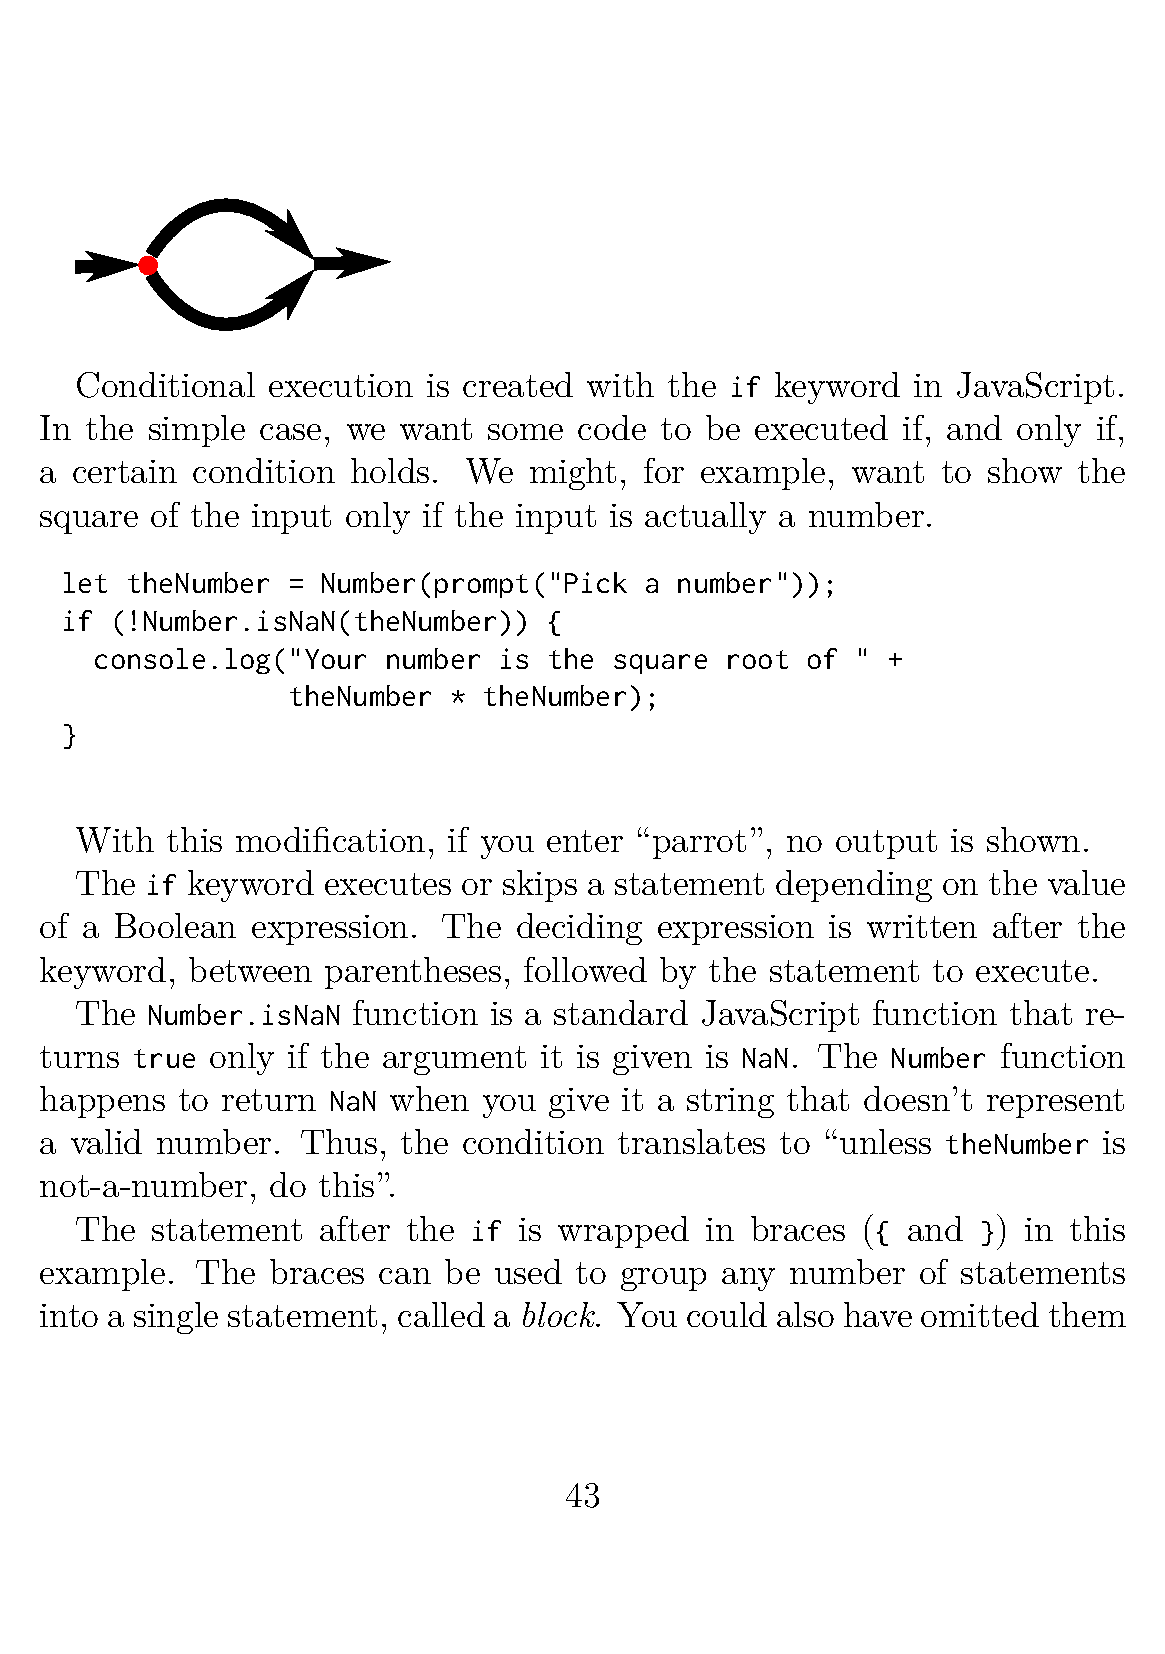 Conditional execution is created with the if keyword in JavaScript.
In the simple case, we want some code to be executed if, and only if,
a certain condition holds. We might, for example, want to show the
square of the input only if the input is actually a number.
let theNumber = Number(prompt("Pick a number"));
if (!Number.isNaN(theNumber)) {
  console.log("Your number is the square root of " +
              theNumber * theNumber);
}
With this modification, if you enter “parrot”, no output is shown.
The if keyword executes or skips a statement depending on the value
of a Boolean expression. The deciding expression is written after the
keyword, between parentheses, followed by the statement to execute.
The Number.isNaN function is a standard JavaScript function that re-
turns true only if the argument it is given is NaN. The Number function
happens to return NaN when you give it a string that doesn’t represent
a valid number. Thus, the condition translates to “unless theNumber is
not-a-number, do this”.
The statement after the if is wrapped in braces ({ and }) in this
example. The braces can be used to group any number of statements
into a single statement, called a block. You could also have omitted them
43